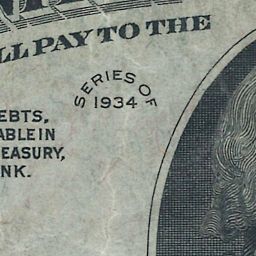 LL PAY TO THE
SERIES OF
1934
EBTS,
ABLE IN
EASURY,
NK.